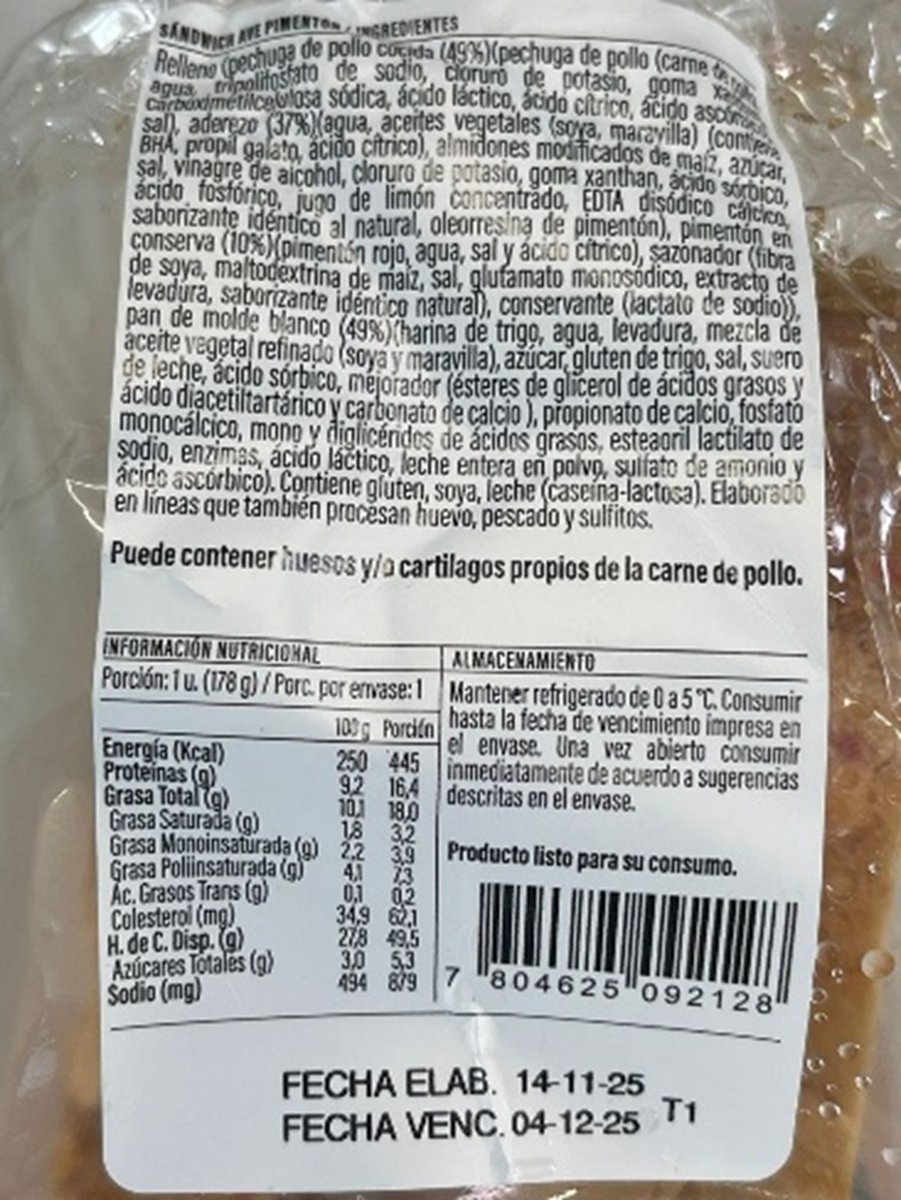 SÁNDWICH AVE PIMENTON / INGREDIENTES
Relleno (pechuga de pollo cocida (49%)(pechuga de pollo (carne de
agua, tripolifosfato de sodio, cloruro de potasio, goma
carboximetilcelulosa sódica, ácido láctico, ácido cítrico, ácido
sal), aderezo (37%)(agua, aceites vegetales (soya, maravilla) (contiene
BHA, propil galato, ácido cítrico), almidones modificados de maíz, azúcar,
sal, vinagre de alcohol, cloruro de potasio, goma xanthan, ácido sórbico,
ácido fosfórico, jugo de limón concentrado, EDTA disódico cálcico,
saborizante idéntico al natural, oleorresina de pimentón), pimentón en
conserva (10%)(pimentón rojo, agua, sal y ácido cítrico), sazonador (fibra
de soya, maltodextrina de maíz, sal, glutamato monosódico, extracto de
levadura, saborizante idéntico natural), conservante (lactato de sodio)),
pan de molde blanco (49%)(harina de trigo, agua, levadura, mezcla de
aceite vegetal refinado (soya y maravilla), azúcar, gluten de trigo, sal, suero
de leche, ácido sórbico, mejorador (ésteres de glicerol de ácidos grasos y
ácido diacetiltartárico y carbonato de calcio ), propionato de calcio, fosfato
monocálcico, mono y diglicéridos de ácidos grasos, estearoil lactilato de
sodio, enzimas, ácido láctico, leche entera en polvo, sulfato de amonio y
ácido ascórbico). Contiene gluten, soya, leche (caseína-lactosa). Elaborado
en líneas que también procesan huevo, pescado y sulfitos.
Puede contener huesos y/o cartilagos propios de la carne de pollo.
INFORMACIÓN NUTRICIONAL
Porción: 1 u. (178 g) / Porc. por envase: 1
100 g Porción
Energía (Kcal) 250 445
Proteínas (g) 9,2 16,4
Grasa Total (g) 10,1 18,0
Grasa Saturada (g) 1,8 3,2
Grasa Monoinsaturada (g) 2,2 3,9
Grasa Poliinsaturada (g) 4,1 7,3
Ác. Grasos Trans (g) 0,1 0,2
Colesterol (mg) 34,9 62,1
H. de C. Disp. (g) 27,8 49,5
Azúcares Totales (g) 3,0 5,3
Sodio (mg) 494 879
ALMACENAMIENTO
Mantener refrigerado de 0 a 5 °C. Consumir
hasta la fecha de vencimiento impresa en
el envase. Una vez abierto consumir
inmediatamente de acuerdo a sugerencias
descritas en el envase.
Producto listo para su consumo.
7 804625 092128
FECHA ELAB. 14-11-25
FECHA VENC. 04-12-25 T1